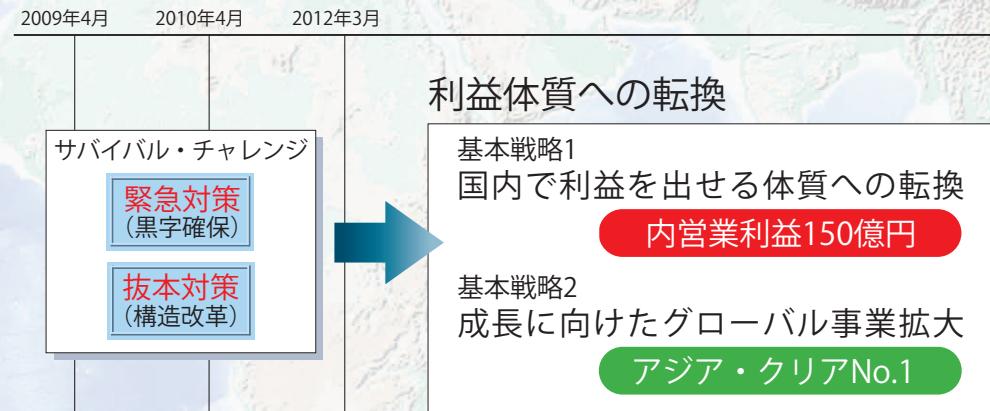 2009年4月 2010年4月 2012年3月
サバイバル・チャレンジ
緊急対策
（黒字確保）
抜本対策
（構造改革）
利益体質への転換
基本戦略1
国内で利益を出せる体質への転換
内営業利益150億円
基本戦略2
成長に向けたグローバル事業拡大
アジア・クリアNo.1